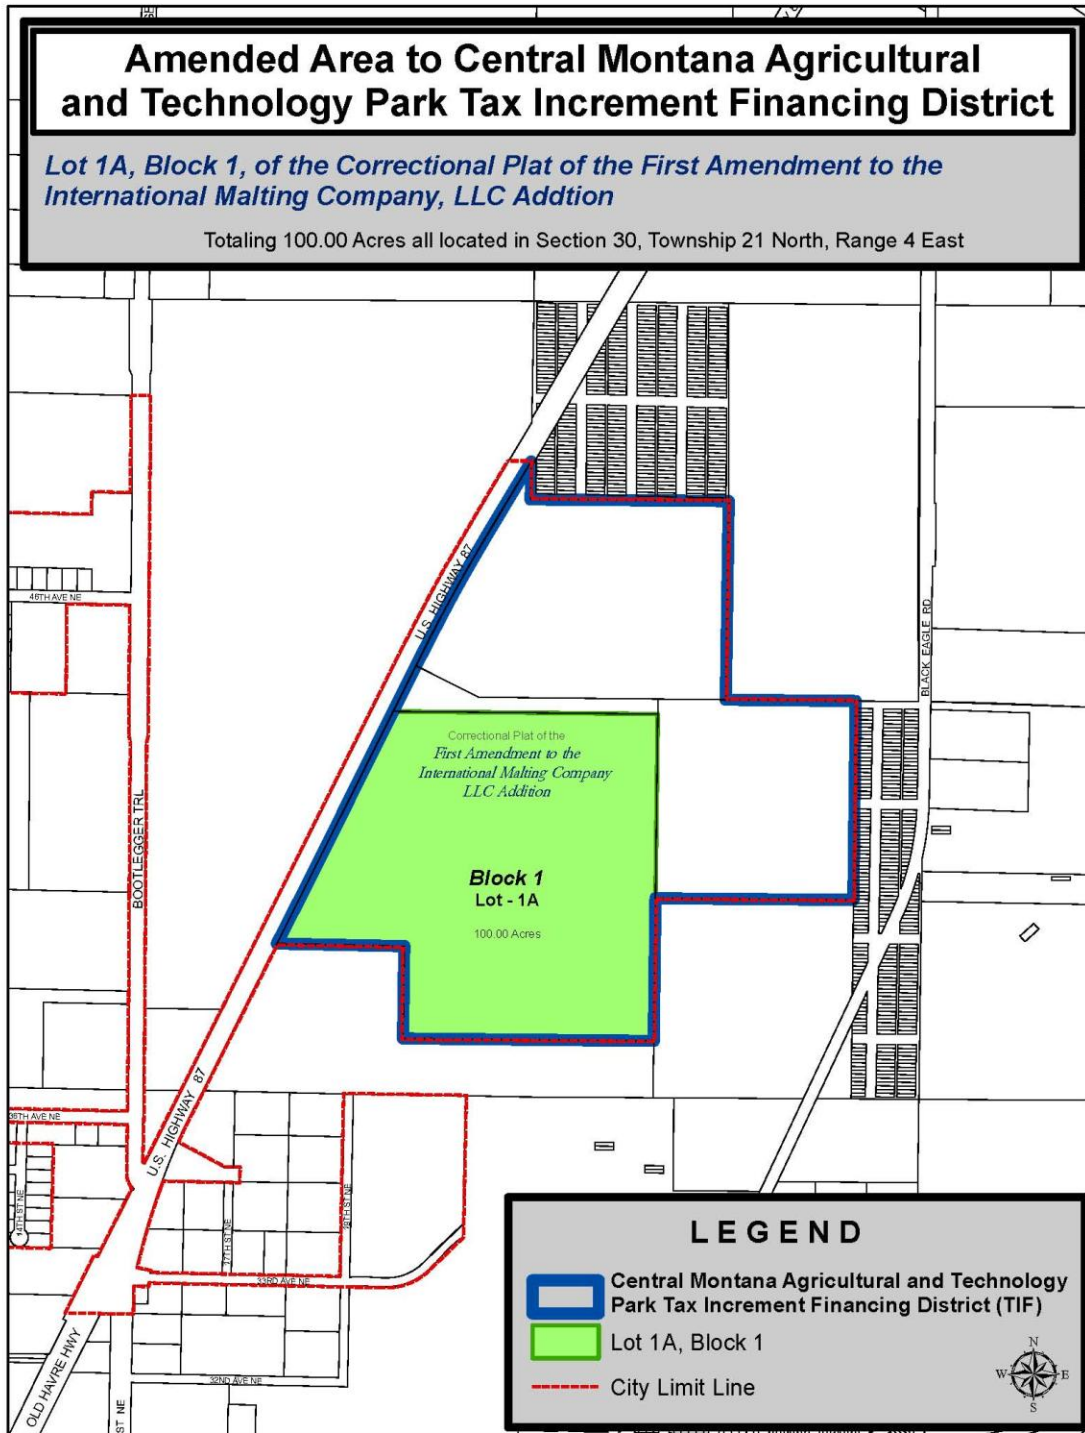 Amended Area to Central Montana Agricultural
and Technology Park Tax Increment Financing District
Lot 1A, Block 1, of the Correctional Plat of the First Amendment to the
International Malting Company, LLC Addtion
Totaling 100.00 Acres all located in Section 30, Township 21 North, Range 4 East
46TH AVE NE
U.S. HIGHWAY 87
BLACK EAGLE RD
BOOTLEGGER TRL
Correctional Plat of the
First Amendment to the
International Malting Company
LLC Addition
Block 1
Lot - 1A
100.00 Acres
36TH AVE NE
U.S. HIGHWAY 87
14TH ST NE
17TH ST NE
33RD AVE NE
32ND AVE NE
OLD HAVRE HWY
ST NE
LEGEND
Central Montana Agricultural and Technology
Park Tax Increment Financing District (TIF)
Lot 1A, Block 1
City Limit Line
N
W E
S